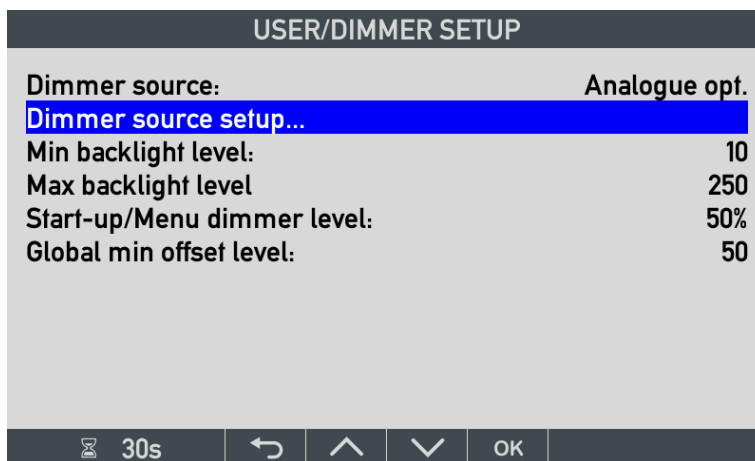 USER/DIMMER SETUP
Dimmer source: Analogue opt.
Dimmer source setup...
Min backlight level: 10
Max backlight level 250
Start-up/Menu dimmer level: 50%
Global min offset level: 50
30s OK